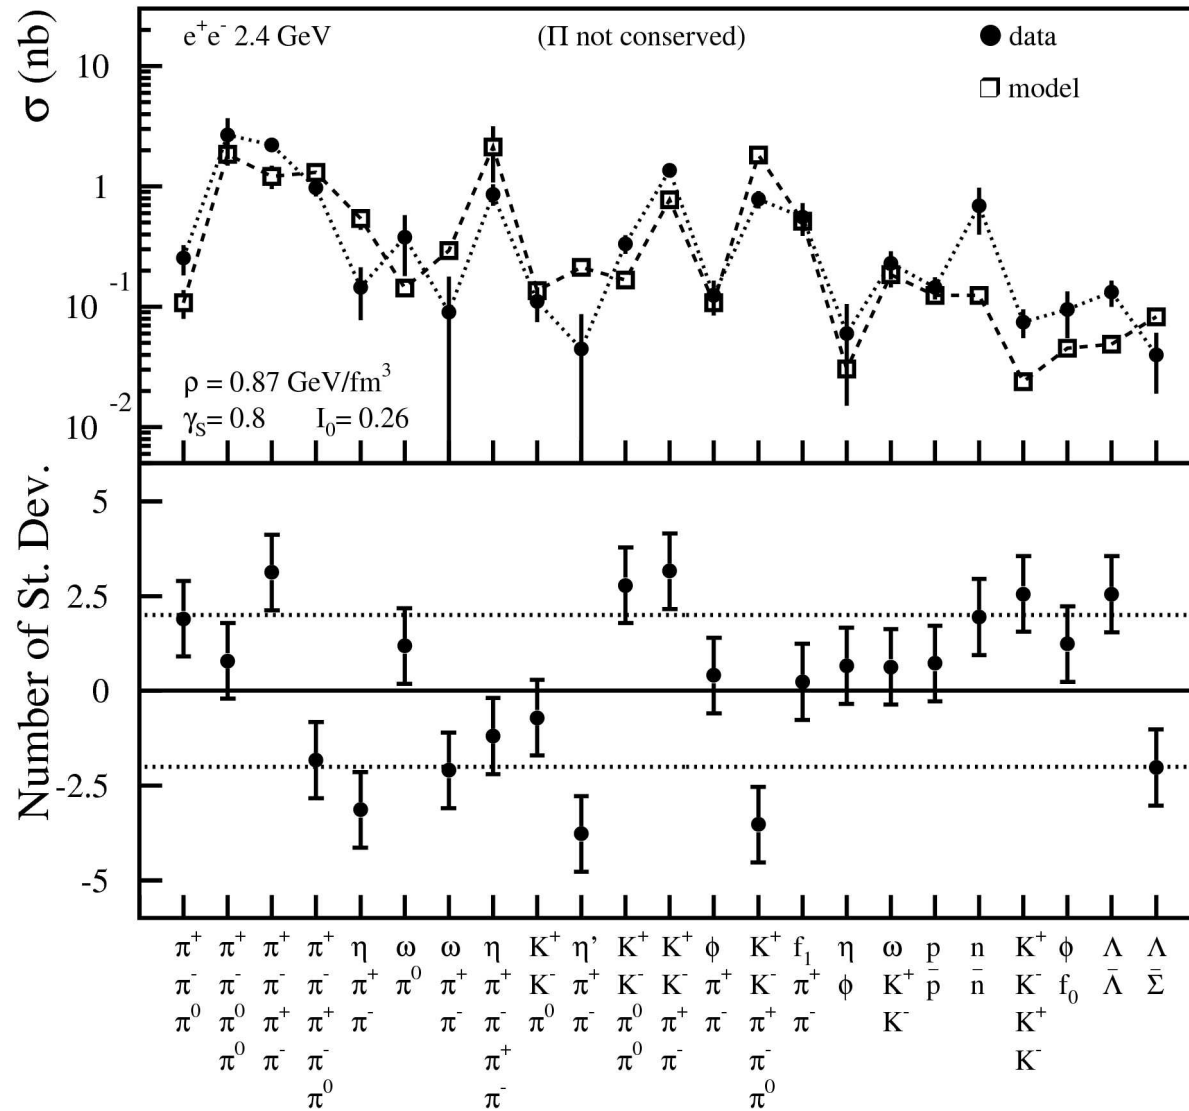 e⁺e⁻ 2.4 GeV (Π not conserved) ● data
❒ model
σ (nb)
10
1
10⁻¹
10⁻²
ρ = 0.87 GeV/fm³
γ_S = 0.8 I₀ = 0.26
Number of St. Dev.
5
2.5
0
-2.5
-5
π⁺ π⁺ π⁺ π⁺ η ω ω η K⁺ η’ K⁺ K⁺ ϕ K⁺ f₁ η ω p n K⁺ ϕ Λ Λ
π⁻ π⁻ π⁻ π⁻ π⁺ π⁰ π⁺ π⁺ K⁻ π⁺ K⁻ K⁻ π⁺ K⁻ π⁺ ϕ K⁺ p̄ n̄ K⁻ f₀ Λ̄ Σ̄
π⁰ π⁰ π⁺ π⁺ π⁻ π⁻ π⁻ π⁰ π⁻ π⁰ π⁺ π⁻ π⁺ π⁻ K⁻ K⁺
π⁰ π⁻ π⁻ π⁺ π⁰ π⁻ π⁻ K⁻
π⁰ π⁻ π⁰